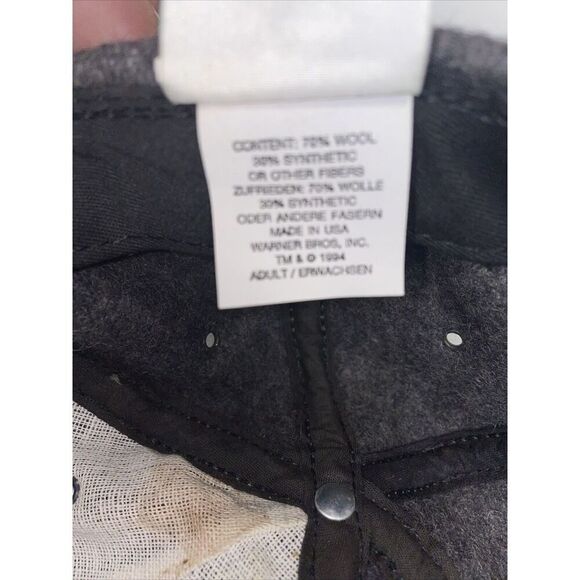 CONTENT: 70% WOOL
30% SYNTHETIC
OR OTHER FIBERS
ZUFRIEDEN: 70% WOLLE
30% SYNTHETIC
ODER ANDERE FASERN
MADE IN USA
WARNER BROS, INC.
TM & © 1994
ADULT / ERWACHSEN